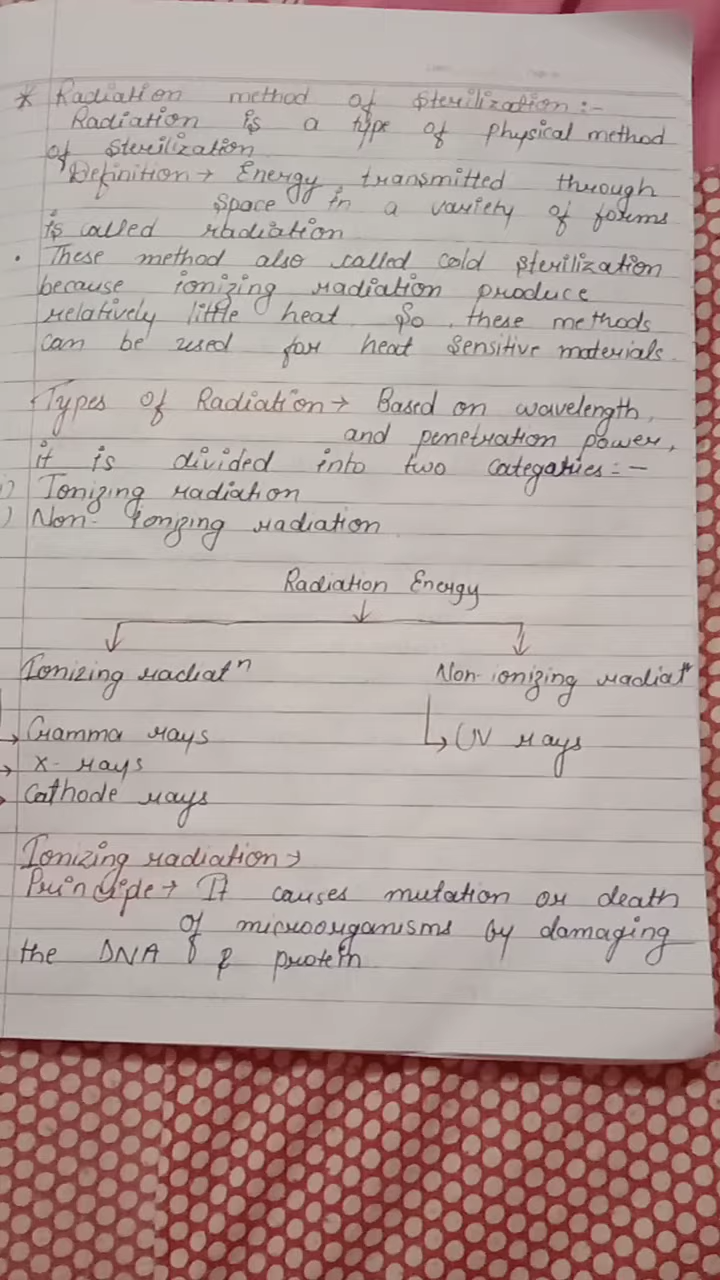 * Radiation method of sterilization :-
Radiation is a type of physical method
of sterilization
Definition → Energy transmitted through
space in a variety of forms
is called radiation
• These method also called cold sterilization
because ionizing radiation produce
relatively little heat. So, these methods
can be used for heat sensitive materials.
Types of Radiation → Based on wavelength,
and penetration power,
it is divided into two categories :-
) Ionizing radiation
) Non- ionizing radiation
Radiation Energy
Ionizing radiatⁿ Non-ionizing radiatⁿ
→ Gamma rays ↳ UV rays
→ X-rays
→ Cathode rays
Ionizing radiation →
Principe → It causes mutation or death
of microorganisms by damaging
the DNA & protein